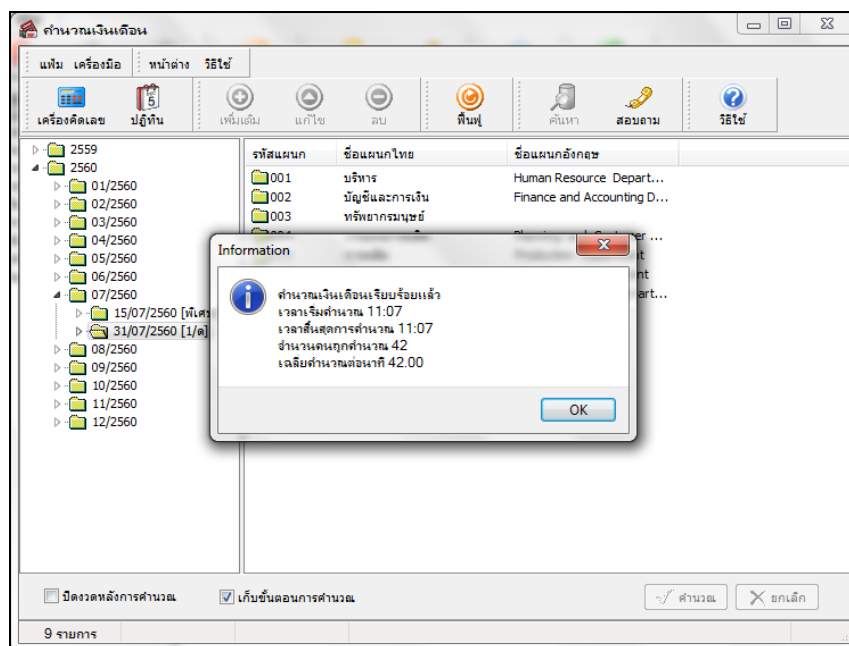 คำนวณเงินเดือน
แฟ้ม เครื่องมือ หน้าต่าง วิธีใช้
เครื่องคิดเลข ปฏิทิน เพิ่มเติม แก้ไข ลบ ฟื้นฟู ค้นหา สอบถาม วิธีใช้
2559
2560
01/2560
02/2560
03/2560
04/2560
05/2560
06/2560
07/2560
15/07/2560
31/07/2560 [1/ด]
08/2560
09/2560
10/2560
11/2560
12/2560
รหัสแผนก ชื่อแผนกไทย ชื่อแผนกอังกฤษ
001 บริหาร Human Resource Depart...
002 บัญชีและการเงิน Finance and Accounting D...
003 ทรัพยากรมนุษย์
Information
คำนวณเงินเดือนเรียบร้อยแล้ว
เวลาเริ่มคำนวณ 11:07
เวลาสิ้นสุดการคำนวณ 11:07
จำนวนคนถูกคำนวณ 42
เฉลี่ยคำนวณต่อนาที 42.00
OK
ปิดงวดหลังการคำนวณ เก็บขั้นตอนการคำนวณ คำนวณ ยกเลิก
9 รายการ